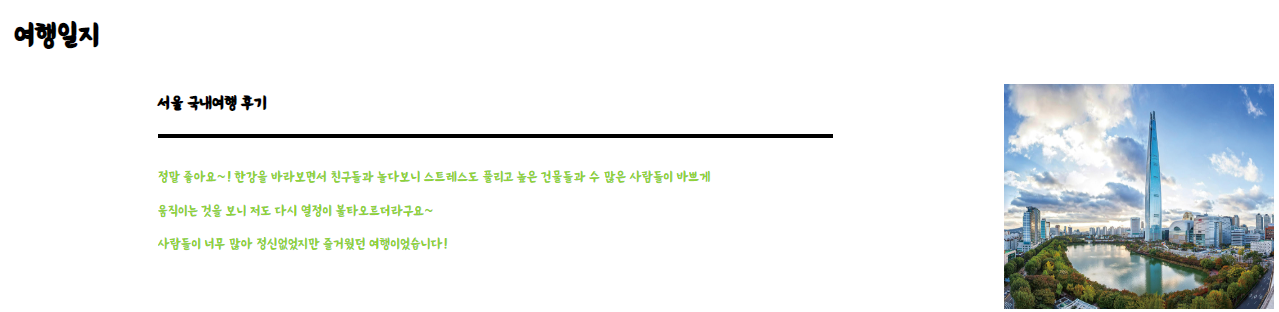 여행일지
서울 국내여행 후기
정말 좋아요~! 한강을 바라보면서 친구들과 놀다보니 스트레스도 풀리고 높은 건물들과 수 많은 사람들이 바쁘게
움직이는 것을 보니 저도 다시 열정이 불타오르더라구요~
사람들이 너무 많아 정신없었지만 즐거웠던 여행이었습니다!